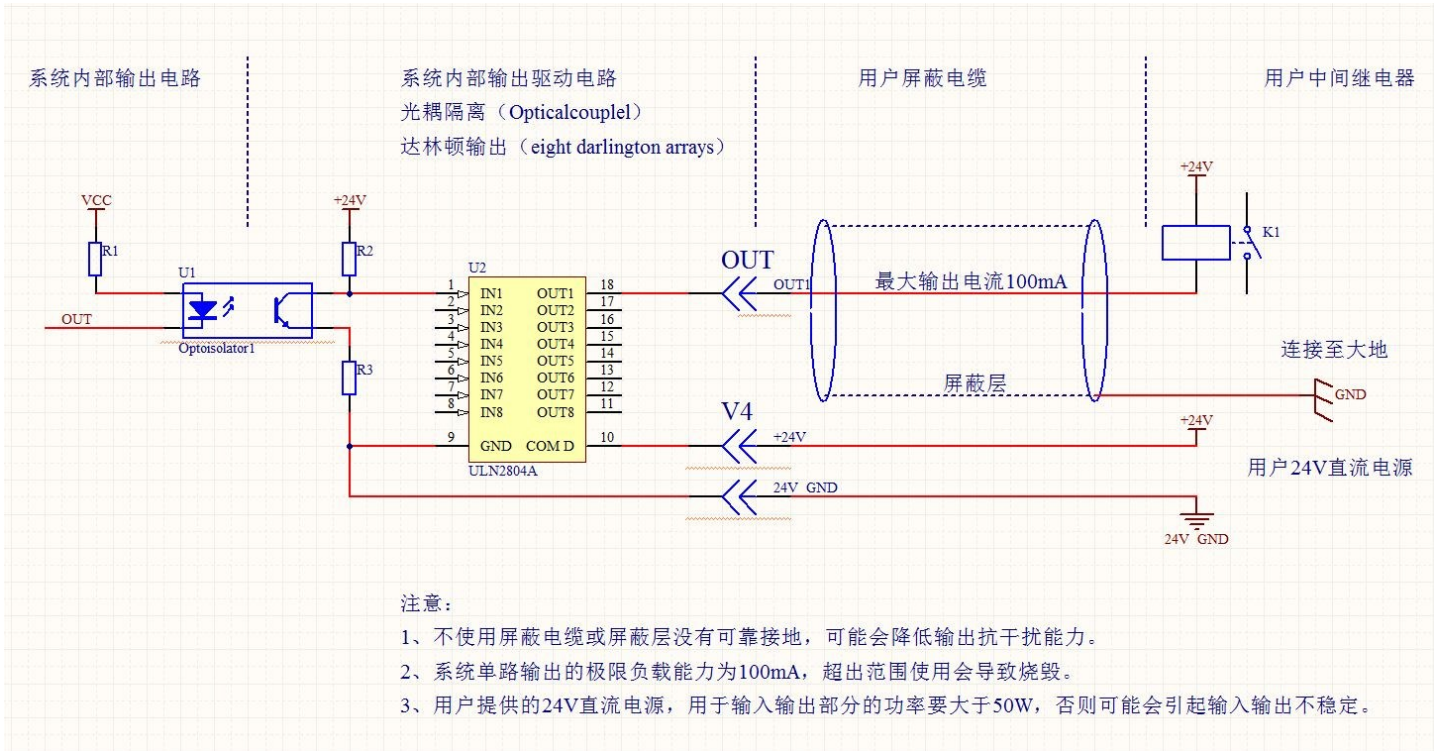 系统内部输出电路
系统内部输出驱动电路
用户屏蔽电缆
用户中间继电器
光耦隔离（Opticalcouplel）
达林顿输出（eight darlington arrays）
+24V
VCC
+24V
R1
R2
K1
U1
U2
OUT
OUT1
最大输出电流100mA
OUT
Optoisolator1
1 IN1 OUT1 18
2 IN2 OUT2 17
3 IN3 OUT3 16
4 IN4 OUT4 15
5 IN5 OUT5 14
6 IN6 OUT6 13
7 IN7 OUT7 12
8 IN8 OUT8 11
9 GND COM D 10
ULN2804A
R3
连接至大地
屏蔽层
GND
V4
+24V
+24V
用户24V直流电源
24V GND
24V GND
注意：
1、不使用屏蔽电缆或屏蔽层没有可靠接地，可能会降低输出抗干扰能力。
2、系统单路输出的极限负载能力为100mA，超出范围使用会导致烧毁。
3、用户提供的24V直流电源，用于输入输出部分的功率要大于50W，否则可能会引起输入输出不稳定。